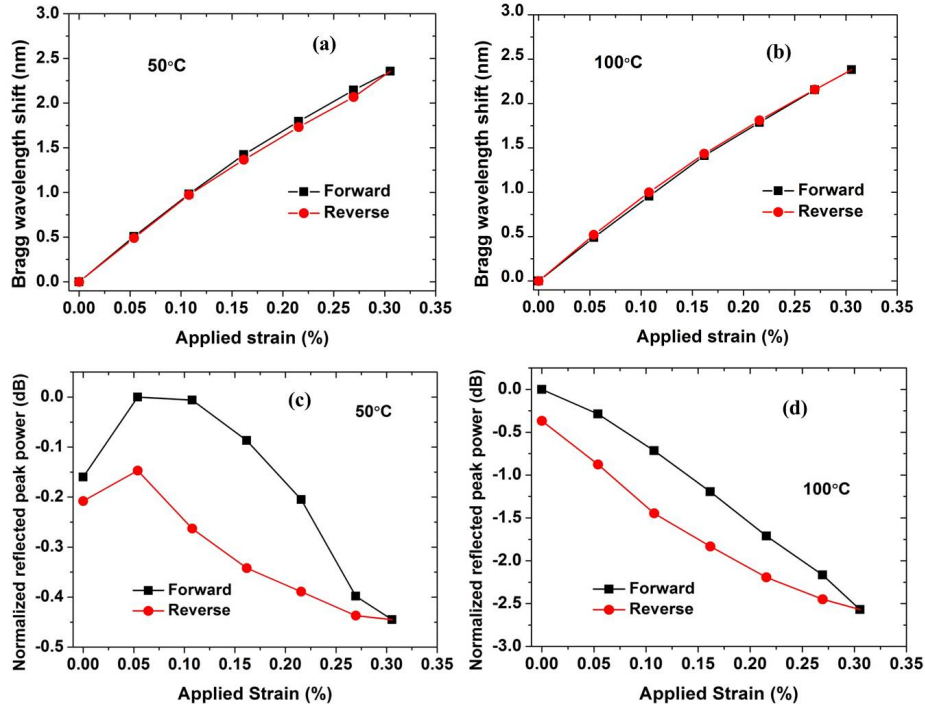 3.0
2.5
2.0
1.5
1.0
0.5
0.0
Bragg wavelength shift (nm)
(a)
50°C
Forward
Reverse
0.00 0.05 0.10 0.15 0.20 0.25 0.30 0.35
Applied strain (%)
3.0
2.5
2.0
1.5
1.0
0.5
0.0
Bragg wavelength shift (nm)
(b)
100°C
Forward
Reverse
0.00 0.05 0.10 0.15 0.20 0.25 0.30 0.35
Applied strain (%)
0.0
-0.1
-0.2
-0.3
-0.4
-0.5
Normalized reflected peak power (dB)
(c)
50°C
Forward
Reverse
0.00 0.05 0.10 0.15 0.20 0.25 0.30 0.35
Applied Strain (%)
0.0
-0.5
-1.0
-1.5
-2.0
-2.5
-3.0
Normalized reflected peak power (dB)
(d)
100°C
Forward
Reverse
0.00 0.05 0.10 0.15 0.20 0.25 0.30 0.35
Applied Strain (%)